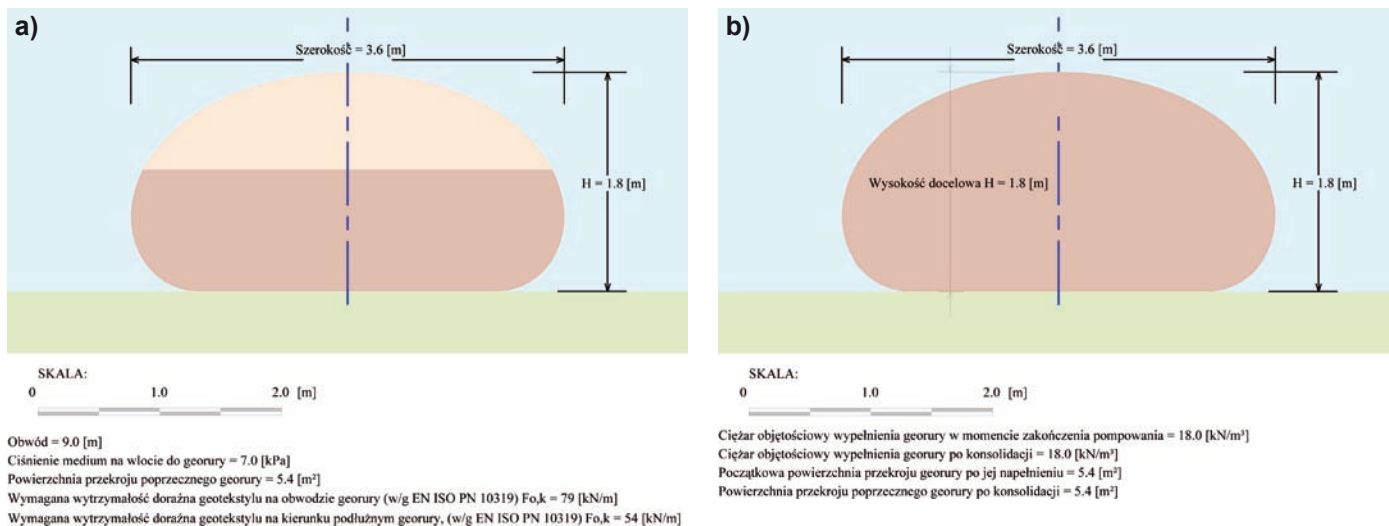 a)
Szerokość = 3.6 [m]
H = 1.8 [m]
SKALA:
0 1.0 2.0 [m]
Obwód = 9.0 [m]
Ciśnienie medium na wlocie do georury = 7.0 [kPa]
Powierzchnia przekroju poprzecznego georury = 5.4 [m²]
Wymagana wytrzymałość doraźna geotekstylu na obwodzie georury (w/g EN ISO PN 10319) Fo,k = 79 [kN/m]
Wymagana wytrzymałość doraźna geotekstylu na kierunku podłużnym georury, (w/g EN ISO PN 10319) Fo,k = 54 [kN/m]
b)
Szerokość = 3.6 [m]
Wysokość docelowa H = 1.8 [m]
H = 1.8 [m]
SKALA:
0 1.0 2.0 [m]
Ciężar objętościowy wypełnienia georury w momencie zakończenia pompowania = 18.0 [kN/m³]
Ciężar objętościowy wypełnienia georury po konsolidacji = 18.0 [kN/m³]
Początkowa powierzchnia przekroju georury po jej napełnieniu = 5.4 [m²]
Powierzchnia przekroju poprzecznego georury po konsolidacji = 5.4 [m²]